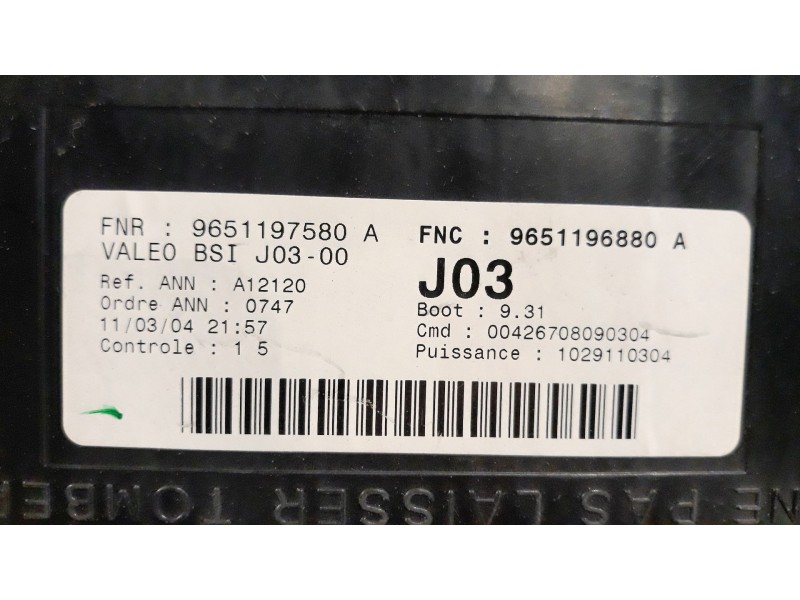 FNR : 9651197580 A
VALEO BSI J03-00
Ref. ANN : A12120
Ordre ANN : 0747
11/03/04 21:57
Controle : 1 5
FNC : 9651196880 A
J03
Boot : 9.31
Cmd : 00426708090304
Puissance : 1029110304
NE PAS LAISSER TOMBER